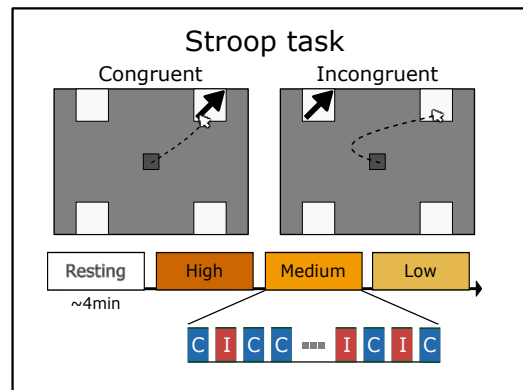 Stroop task
Congruent Incongruent
Resting High Medium Low
~4min
C I C C I C I C